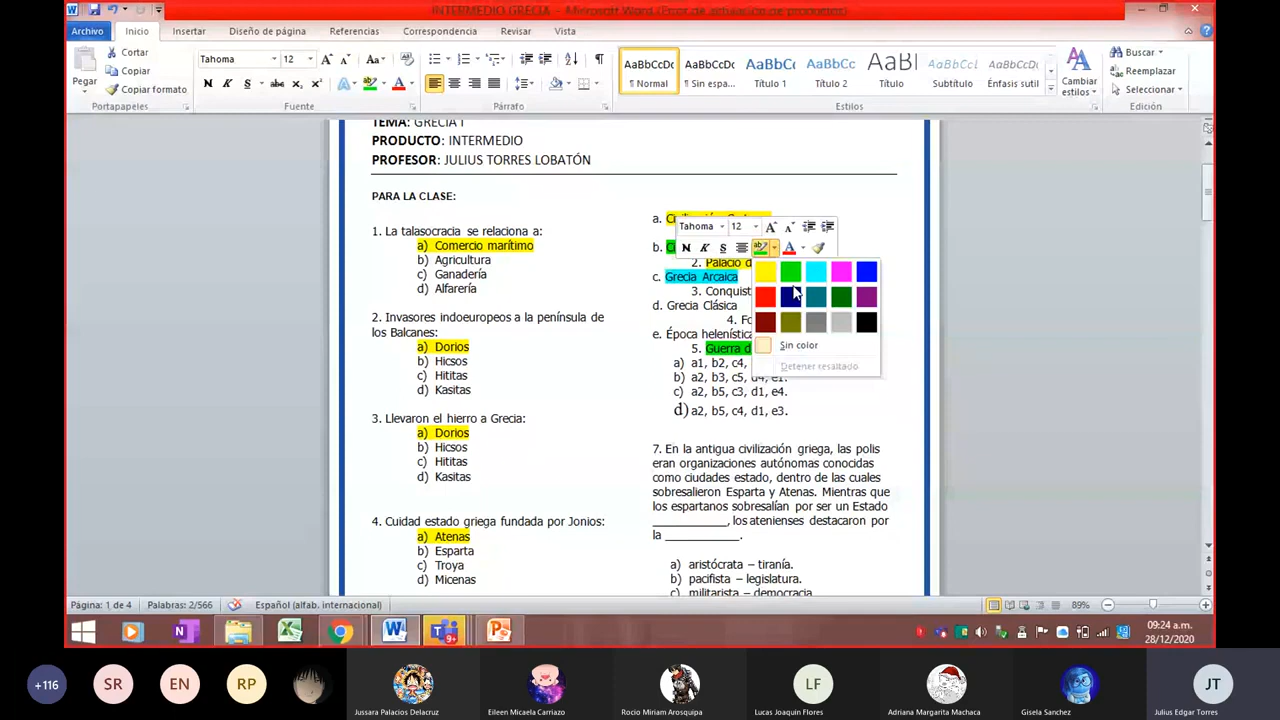 INTERMEDIO GRECIA - Microsoft Word (Error de activación de productos)
Archivo Inicio Insertar Diseño de página Referencias Correspondencia Revisar Vista
Pegar
Cortar
Copiar
Copiar formato
Portapapeles
Tahoma 12
Fuente
Párrafo
AaBbCcDc AaBbCcDc AaBbC AaBbCc AaBl AaBbCcL AaBbCcDc
¶ Normal ¶ Sin espa... Título 1 Título 2 Título Subtítulo Énfasis sutil
Cambiar estilos
Estilos
Buscar
Reemplazar
Seleccionar
Edición
TEMA: GRECIA I
PRODUCTO: INTERMEDIO
PROFESOR: JULIUS TORRES LOBATÓN
PARA LA CLASE:
1. La talasocracia se relaciona a:
a) Comercio marítimo
b) Agricultura
c) Ganadería
d) Alfarería
2. Invasores indoeuropeos a la península de
los Balcanes:
a) Dorios
b) Hicsos
c) Hititas
d) Kasitas
3. Llevaron el hierro a Grecia:
a) Dorios
b) Hicsos
c) Hititas
d) Kasitas
4. Cuidad estado griega fundada por Jonios:
a) Atenas
b) Esparta
c) Troya
d) Micenas
a.
b.
2. Palacio d
c. Grecia Arcaica
3. Conquist
d. Grecia Clásica
4. Fo
e. Época helenístic
5. Guerra d
a) a1, b2, c4,
b) a2, b3, c5, d4, e1.
c) a2, b5, c3, d1, e4.
d) a2, b5, c4, d1, e3.
7. En la antigua civilización griega, las polis
eran organizaciones autónomas conocidas
como ciudades estado, dentro de las cuales
sobresalieron Esparta y Atenas. Mientras que
los espartanos sobresalían por ser un Estado
____________, los atenienses destacaron por
la ____________.
a) aristócrata – tiranía.
b) pacifista – legislatura.
c) militarista – democracia
Tahoma 12
Sin color
Detener resaltado
Página: 1 de 4 Palabras: 2/566 Español (alfab. internacional) 89%
09:24 a.m.
28/12/2020
+116 SR EN RP LF JT
Jussara Palacios Delacruz Eileen Micaela Carriazo Rocio Miriam Arosquipa Lucas Joaquin Flores Adriana Margarita Machaca Gisela Sanchez Julius Edgar Torres